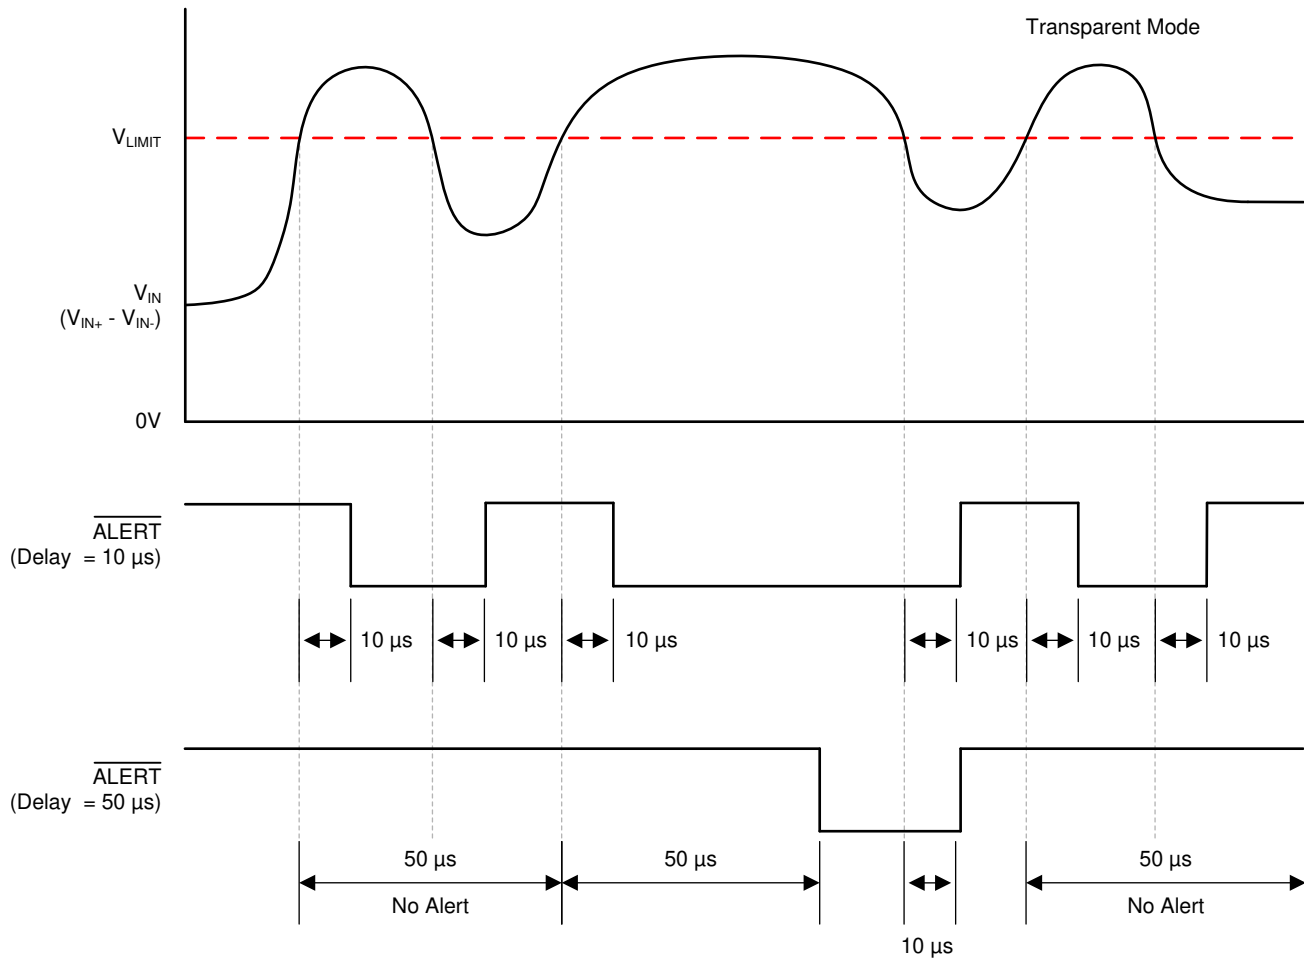 Transparent Mode
VLIMIT
VIN
(VIN+ - VIN-)
0V
ALERT
(Delay = 10 µs)
10 µs
10 µs
10 µs
10 µs
10 µs
10 µs
ALERT
(Delay = 50 µs)
50 µs
50 µs
50 µs
No Alert
No Alert
10 µs